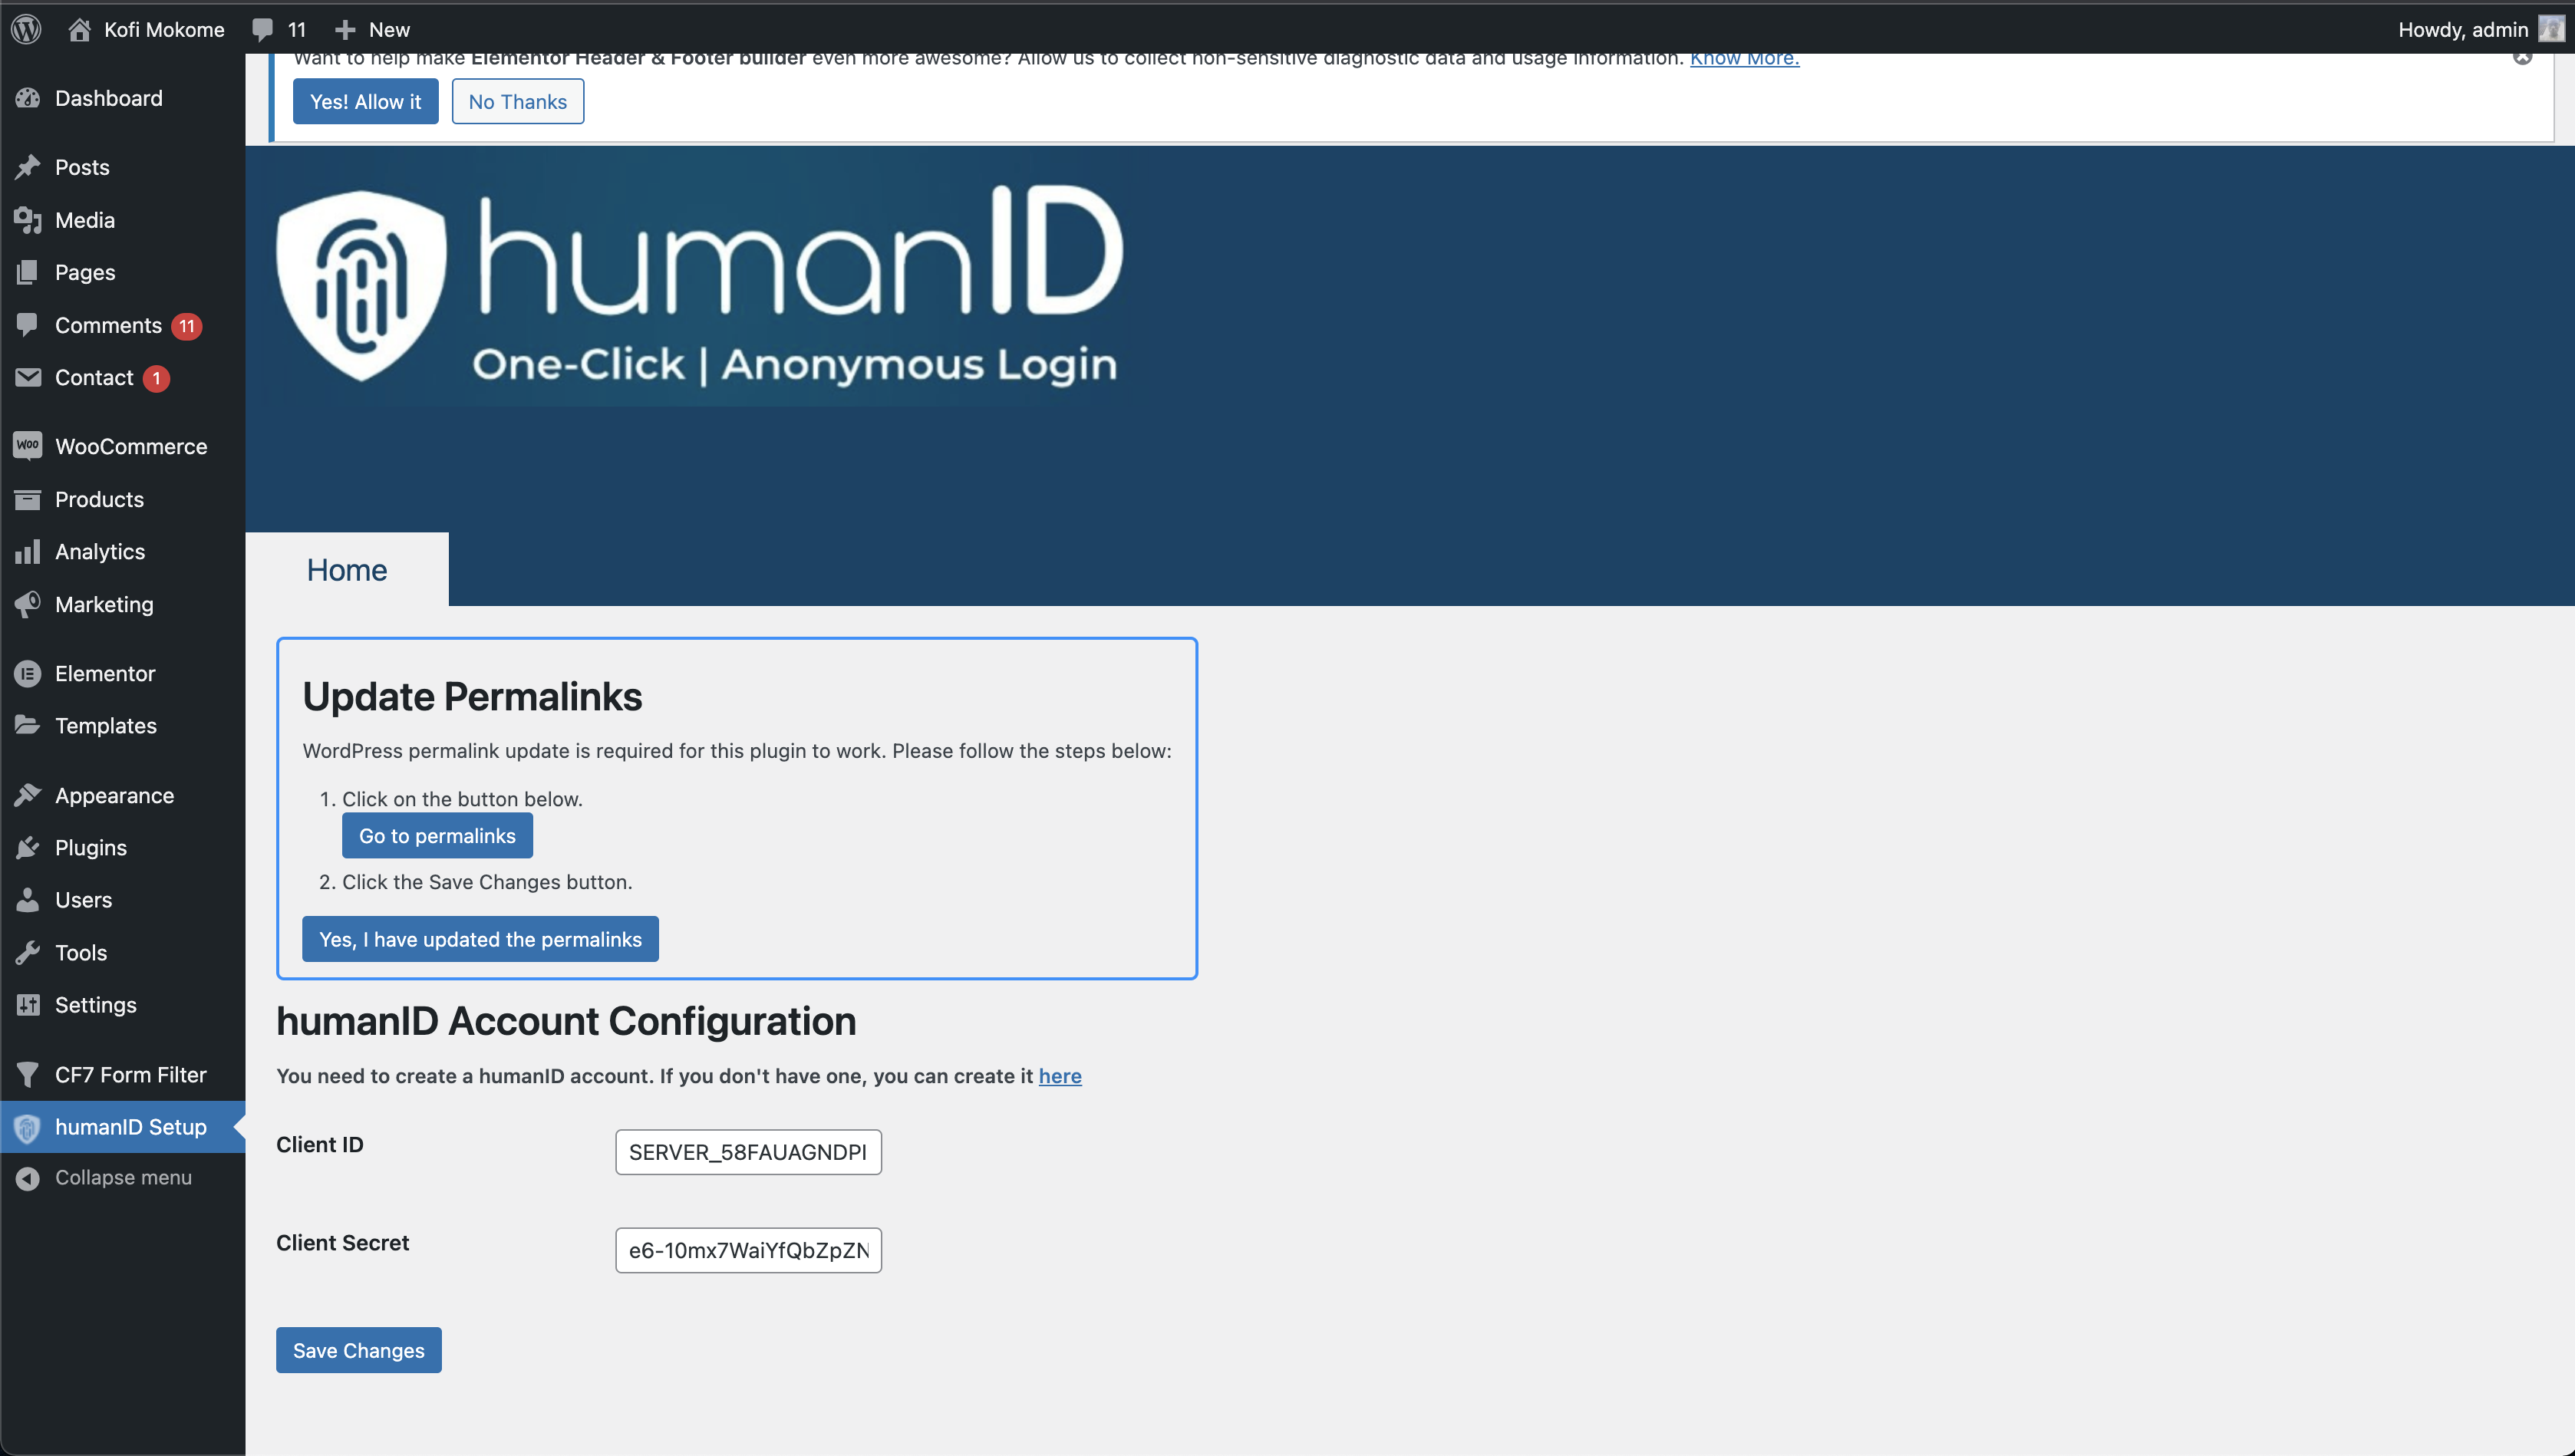 Kofi Mokome 11 New Howdy, admin
Want to help make Elementor Header & Footer builder even more awesome? Allow us to collect non-sensitive diagnostic data and usage information. Know More.
Yes! Allow it No Thanks
Dashboard
Posts
Media
Pages
Comments 11
Contact 1
Woo WooCommerce
Products
Analytics
Marketing
Elementor
Templates
Appearance
Plugins
Users
Tools
Settings
CF7 Form Filter
humanID Setup
Collapse menu
humanID
One-Click | Anonymous Login
Home
Update Permalinks
WordPress permalink update is required for this plugin to work. Please follow the steps below:
1. Click on the button below.
Go to permalinks
2. Click the Save Changes button.
Yes, I have updated the permalinks
humanID Account Configuration
You need to create a humanID account. If you don't have one, you can create it here
Client ID SERVER_58FAUAGNDPI
Client Secret e6-10mx7WaiYfQbZpZN
Save Changes